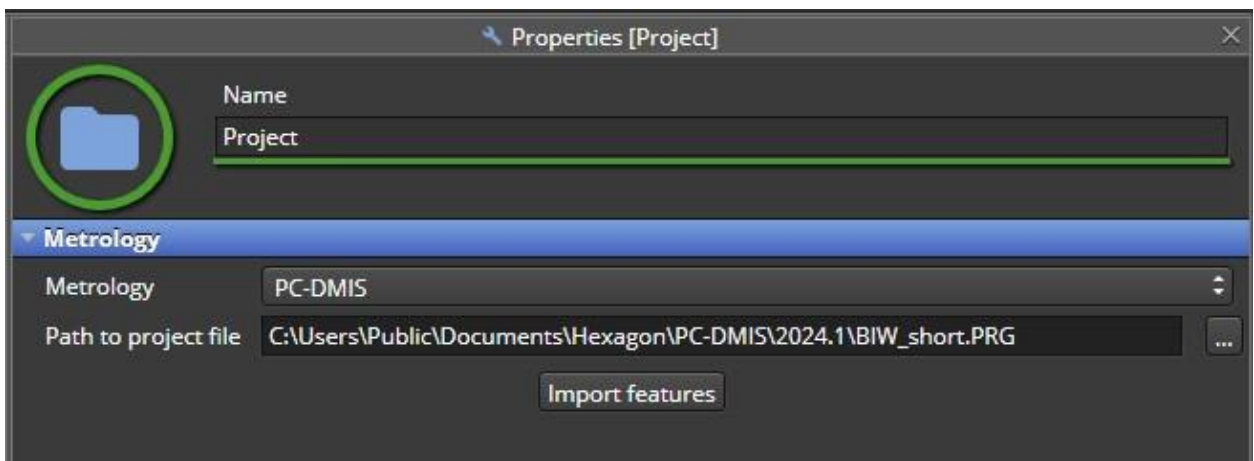 Properties [Project]
Name
Project
Metrology
Metrology PC-DMIS
Path to project file C:\Users\Public\Documents\Hexagon\PC-DMIS\2024.1\BIW_short.PRG ...
Import features